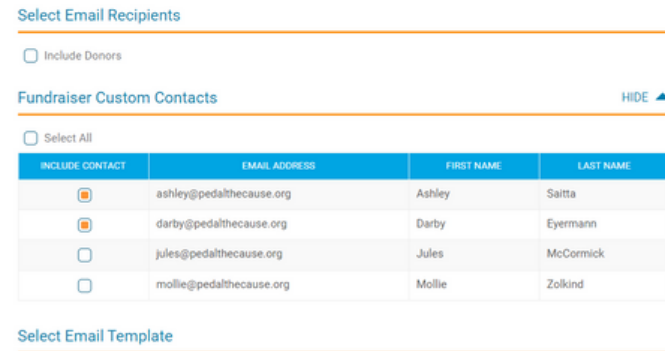 Select Email Recipients
Include Donors
Fundraiser Custom Contacts HIDE
Select All
INCLUDE CONTACT EMAIL ADDRESS FIRST NAME LAST NAME
ashley@pedalthecause.org Ashley Saitta
darby@pedalthecause.org Darby Eyermann
jules@pedalthecause.org Jules McCormick
mollie@pedalthecause.org Mollie Zolkind
Select Email Template